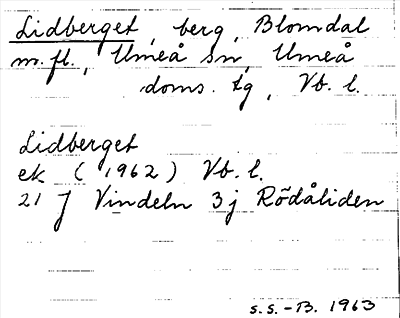 Lidberget, berg, Blomdal
m.fl., Umeå sn, Umeå
doms. tg, Vb. l.
Lidberget
ek (1962) Vb. l.
21 J Vindeln 3j Rödåliden
S.S.-B. 1963